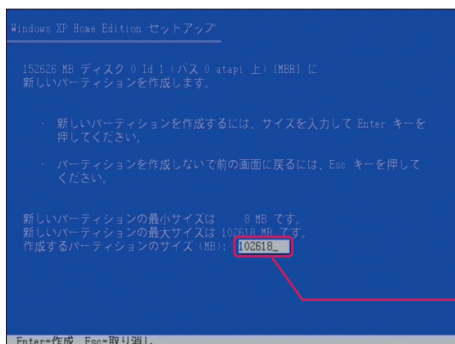 Windows XP Home Edition セットアップ
152626 MB ディスク 0 Id 1 (バス 0 atapi 上) [MBR] に
新しいパーティションを作成します。
・ 新しいパーティションを作成するには、サイズを入力して Enter キーを
押してください。
・ パーティションを作成しないで前の画面に戻るには、Esc キーを押して
ください。
新しいパーティションの最小サイズは 8 MB です。
新しいパーティションの最大サイズは 102618 MB です。
作成するパーティションのサイズ (MB): 102618_
Enter=作成 Esc=取り消し